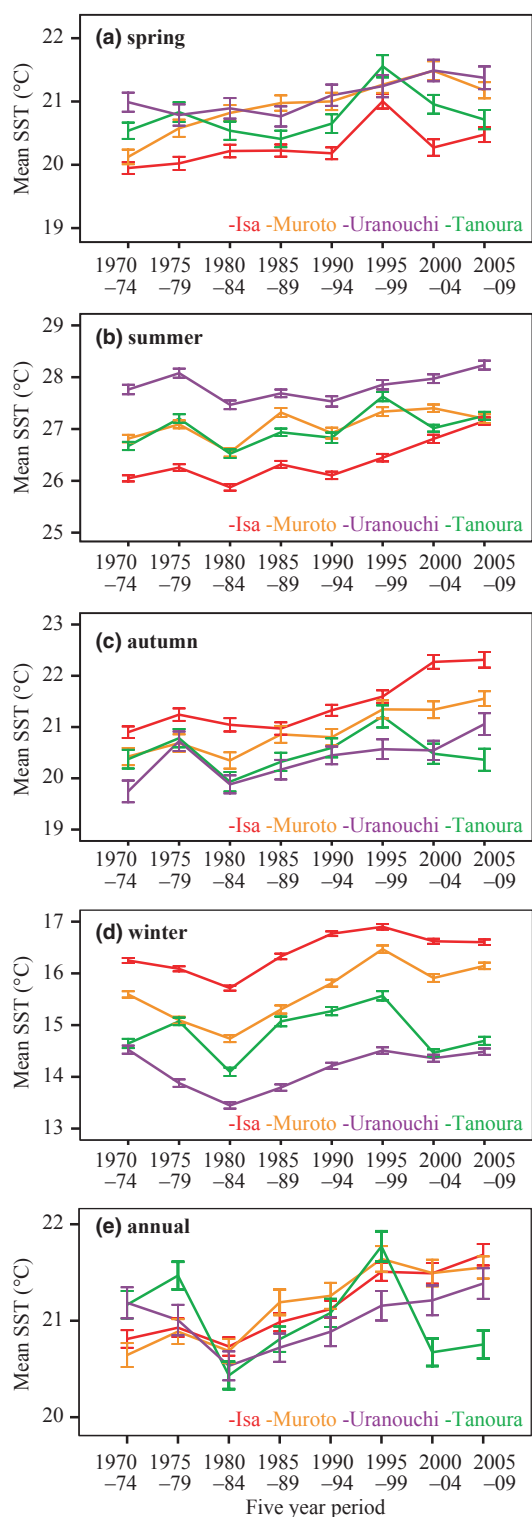 (a) spring
Mean SST (°C)
22
21
20
19
-Isa -Muroto -Uranouchi -Tanoura
1970 1975 1980 1985 1990 1995 2000 2005
–74 –79 –84 –89 –94 –99 –04 –09
(b) summer
Mean SST (°C)
29
28
27
26
25
-Isa -Muroto -Uranouchi -Tanoura
1970 1975 1980 1985 1990 1995 2000 2005
–74 –79 –84 –89 –94 –99 –04 –09
(c) autumn
Mean SST (°C)
23
22
21
20
19
-Isa -Muroto -Uranouchi -Tanoura
1970 1975 1980 1985 1990 1995 2000 2005
–74 –79 –84 –89 –94 –99 –04 –09
(d) winter
Mean SST (°C)
17
16
15
14
13
-Isa -Muroto -Uranouchi -Tanoura
1970 1975 1980 1985 1990 1995 2000 2005
–74 –79 –84 –89 –94 –99 –04 –09
(e) annual
Mean SST (°C)
22
21
20
-Isa -Muroto -Uranouchi -Tanoura
1970 1975 1980 1985 1990 1995 2000 2005
–74 –79 –84 –89 –94 –99 –04 –09
Five year period